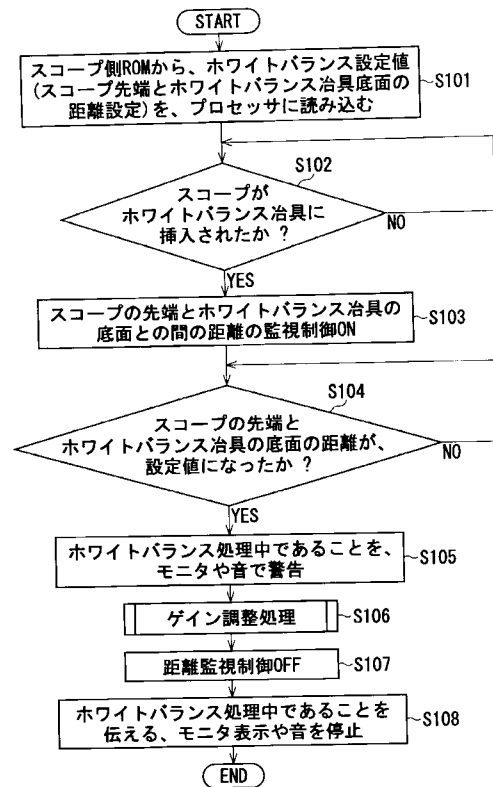 START
スコープ側ROMから、ホワイトバランス設定値
(スコープ先端とホワイトバランス冶具底面の
距離設定)を、プロセッサに読み込む
S101
S102
スコープが
ホワイトバランス冶具に
挿入されたか ?
NO
YES
スコープの先端とホワイトバランス冶具の
底面との間の距離の監視制御ON
S103
S104
スコープの先端と
ホワイトバランス冶具の底面の距離が、
設定値になったか ?
NO
YES
ホワイトバランス処理中であることを、
モニタや音で警告
S105
ゲイン調整処理
S106
距離監視制御OFF
S107
ホワイトバランス処理中であることを
伝える、モニタ表示や音を停止
S108
END